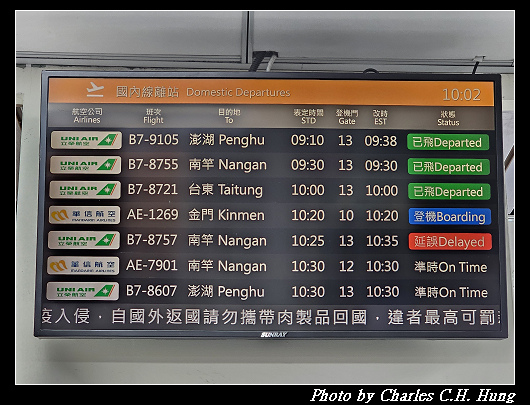 國內線離站 Domestic Departures 10:02
航空公司 班次 目的地 表定時間 登機門 改時 狀態
Airlines Flight To STD Gate EST Status
UNI AIR 立榮航空 B7-9105 澎湖 Penghu 09:10 13 09:38 已飛Departed
UNI AIR 立榮航空 B7-8755 南竿 Nangan 09:30 13 09:30 已飛Departed
UNI AIR 立榮航空 B7-8721 台東 Taitung 10:00 13 10:00 已飛Departed
華信航空 MANDARIN AIRLINES AE-1269 金門 Kinmen 10:20 10 10:20 登機Boarding
UNI AIR 立榮航空 B7-8757 南竿 Nangan 10:25 13 10:35 延誤Delayed
華信航空 MANDARIN AIRLINES AE-7901 南竿 Nangan 10:30 12 10:30 準時On Time
UNI AIR 立榮航空 B7-8607 澎湖 Penghu 10:30 13 10:30 準時On Time
疫入侵，自國外返國請勿攜帶肉製品回國，違者最高可罰
SUNRAY
Photo by Charles C.H. Hung